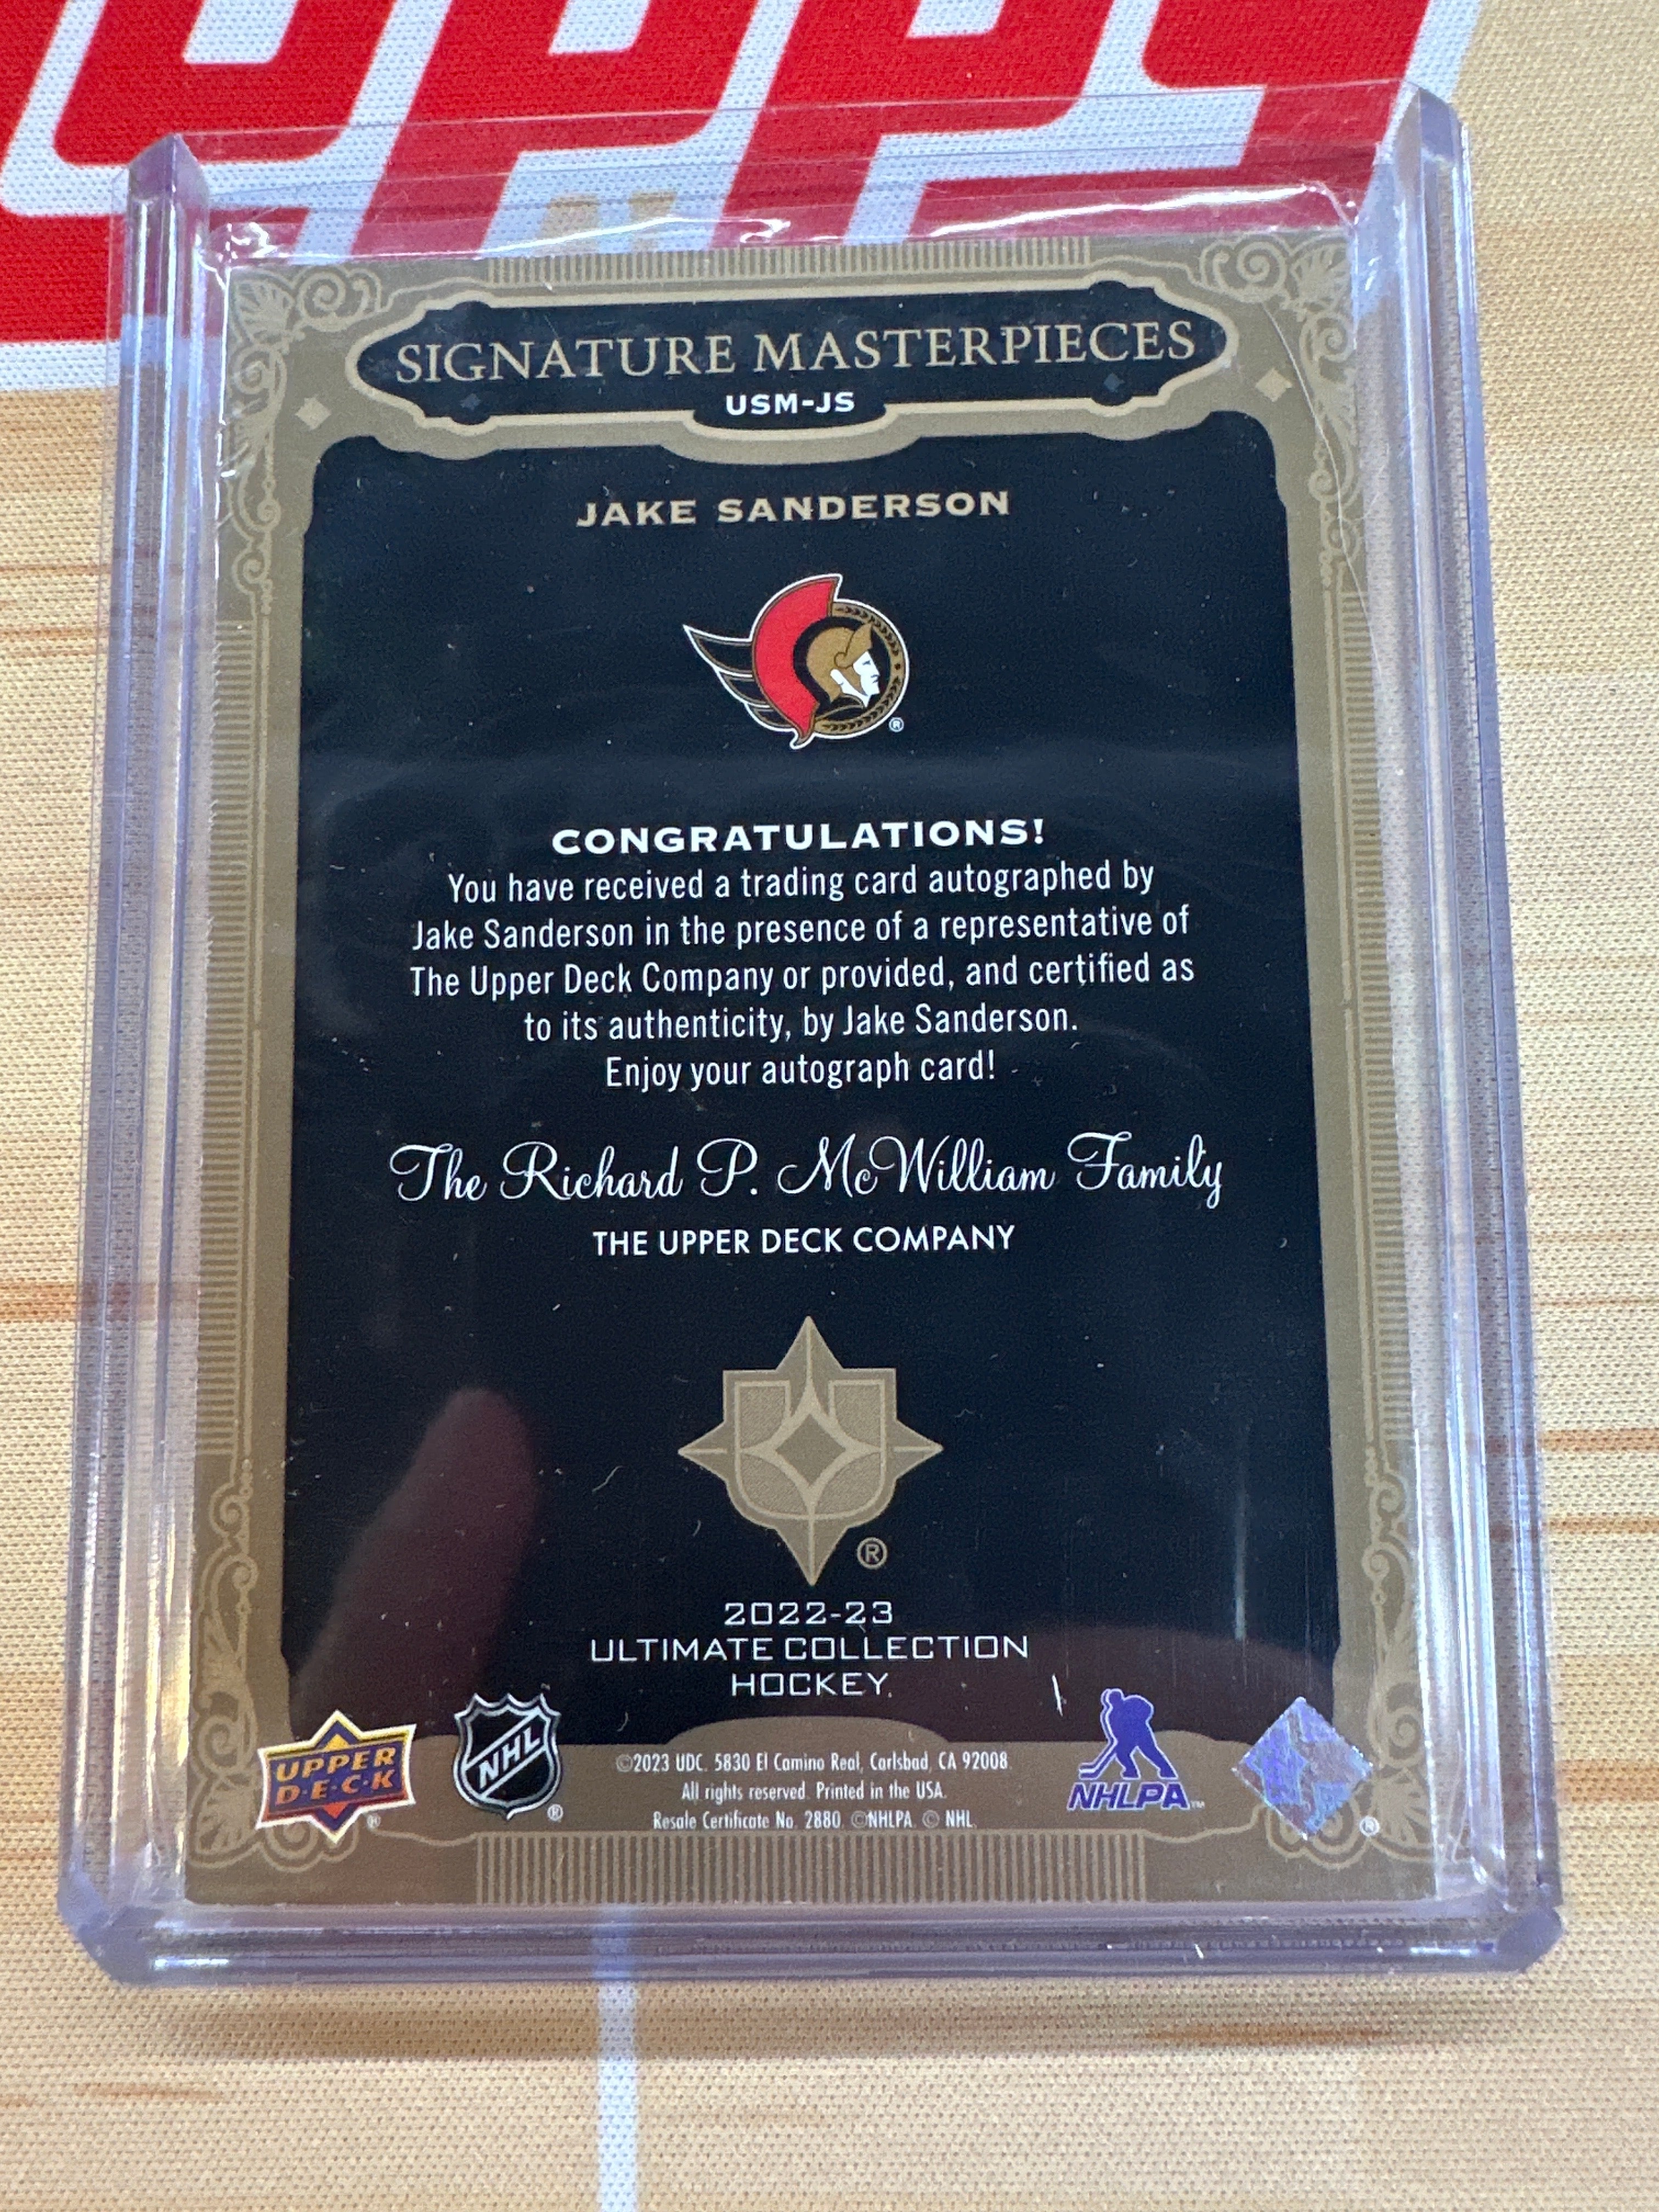 SIGNATURE MASTERPIECES
USM-JS
JAKE SANDERSON
®
CONGRATULATIONS!
You have received a trading card autographed by
Jake Sanderson in the presence of a representative of
The Upper Deck Company or provided, and certified as
to its authenticity, by Jake Sanderson.
Enjoy your autograph card!
The Richard P. McWilliam Family
THE UPPER DECK COMPANY
®
2022-23
ULTIMATE COLLECTION
HOCKEY
UPPER
D·E·C·K
®
NHL
®
©2023 UDC. 5830 El Camino Real, Carlsbad, CA 92008.
All rights reserved. Printed in the USA.
Resale Certificate No. 2880. ©NHLPA. © NHL.
NHLPA™
®